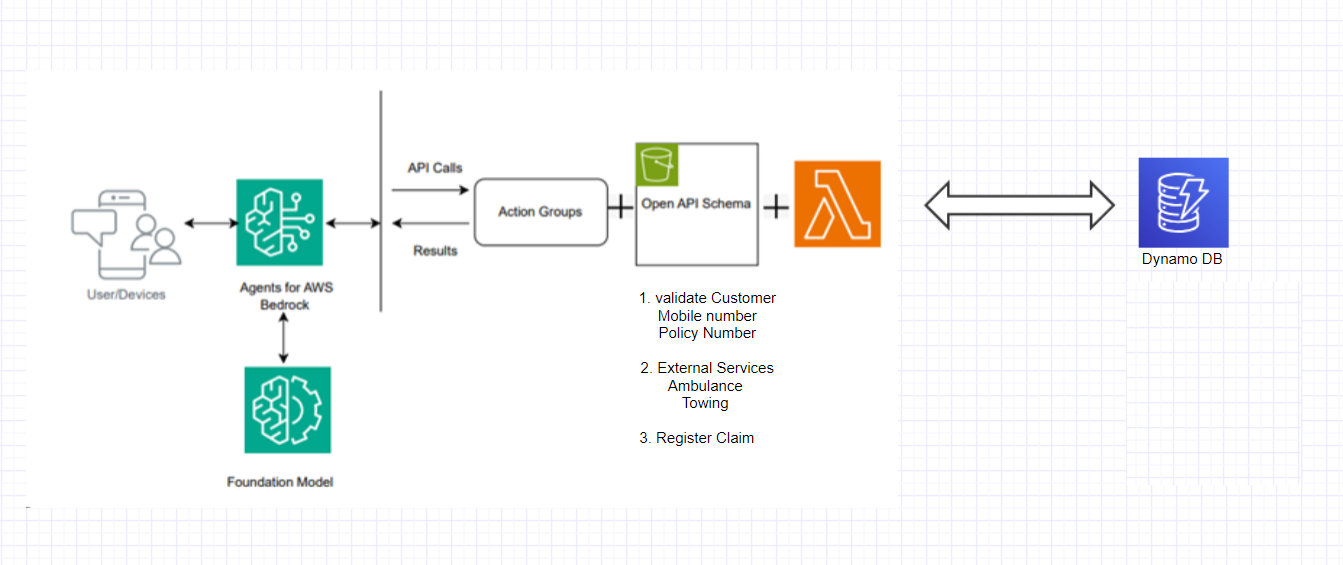 User/Devices
Agents for AWS
Bedrock
Foundation Model
API Calls
Results
Action Groups
Open API Schema
1. validate Customer
Mobile number
Policy Number
2. External Services
Ambulance
Towing
3. Register Claim
Dynamo DB